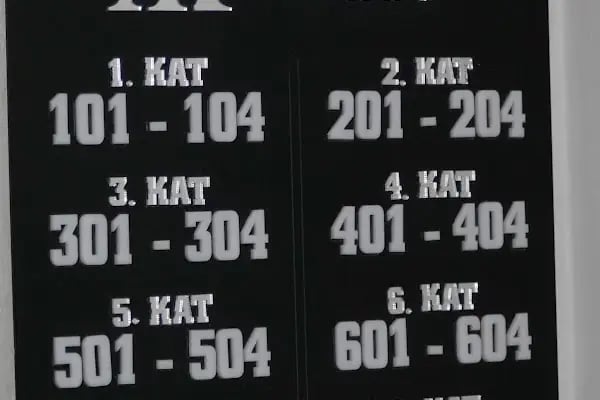 1. KAT
101 - 104
2. KAT
201 - 204
3. KAT
301 - 304
4. KAT
401 - 404
5. KAT
501 - 504
6. KAT
601 - 604